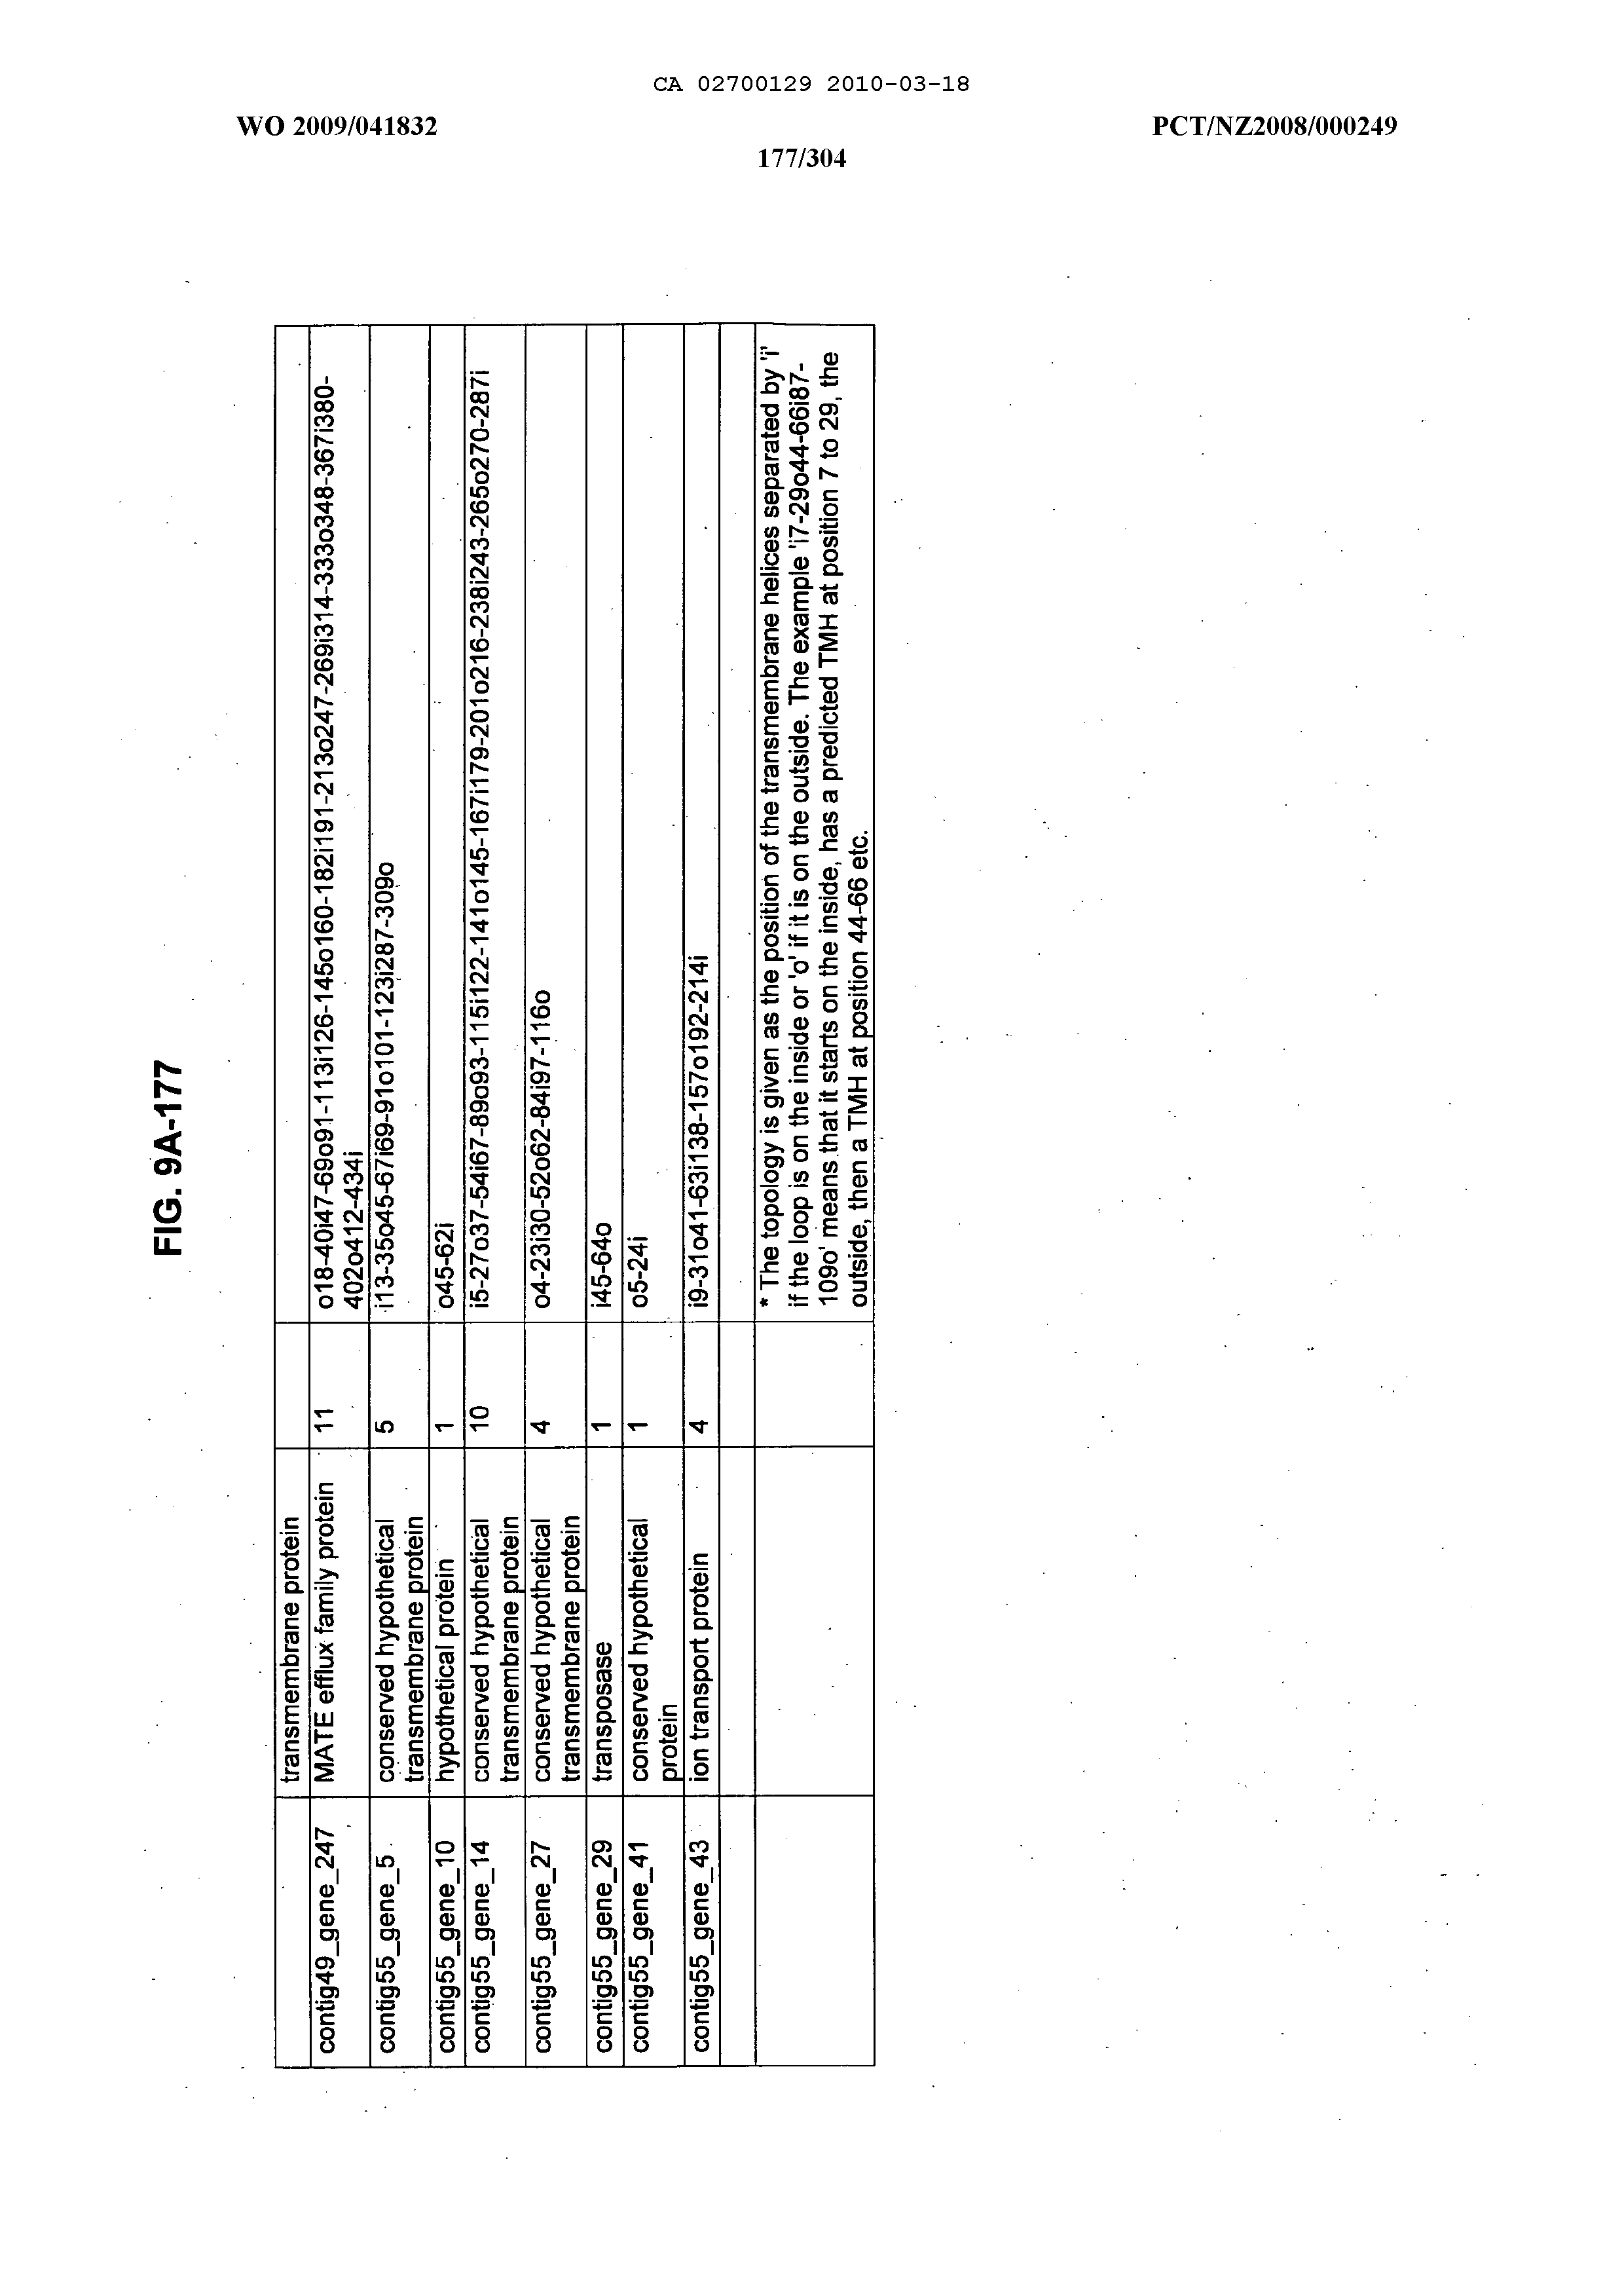 CA 02700129 2010-03-18
WO 2009/041832 PCT/NZ2008/000249
177/304
FIG. 9A-177
transmembrane protein
contig49_gene_247 MATE efflux family protein 11 o18-40i47-69o91-113i126-145o160-182i191-213o247-269i314-333o348-367i380-
402o412-434i
contig55_gene_5 conserved hypothetical 5 i13-35o45-67i69-91o101-123i287-309o
transmembrane protein
contig55_gene_10 hypothetical protein 1 o45-62i
contig55_gene_14 conserved hypothetical 10 i5-27o37-54i67-89o93-115i122-141o145-167i179-201o216-238i243-265o270-287i
transmembrane protein
contig55_gene_27 conserved hypothetical 4 o4-23i30-52o62-84i97-116o
transmembrane protein
contig55_gene_29 transposase 1 i45-64o
contig55_gene_41 conserved hypothetical 1 o5-24i
protein
contig55_gene_43 ion transport protein 4 i9-31o41-63i138-157o192-214i
* The topology is given as the position of the transmembrane helices separated by 'i'
if the loop is on the inside or 'o' if it is on the outside. The example 'i7-29o44-66i87-
109o' means that it starts on the inside, has a predicted TMH at position 7 to 29, the
outside, then a TMH at position 44-66 etc.